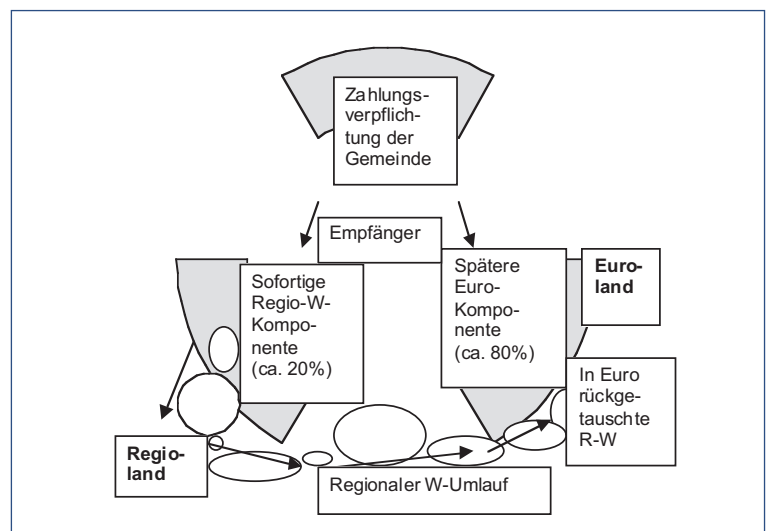 Zahlungs-
verpflich-
tung der
Gemeinde
Empfänger
Sofortige
Regio-W-
Kompo-
nente
(ca. 20%)
Spätere
Euro-
Kompo-
nente
(ca. 80%)
Euro-
land
In Euro
rückge-
tauschte
R-W
Regio-
land
Regionaler W-Umlauf